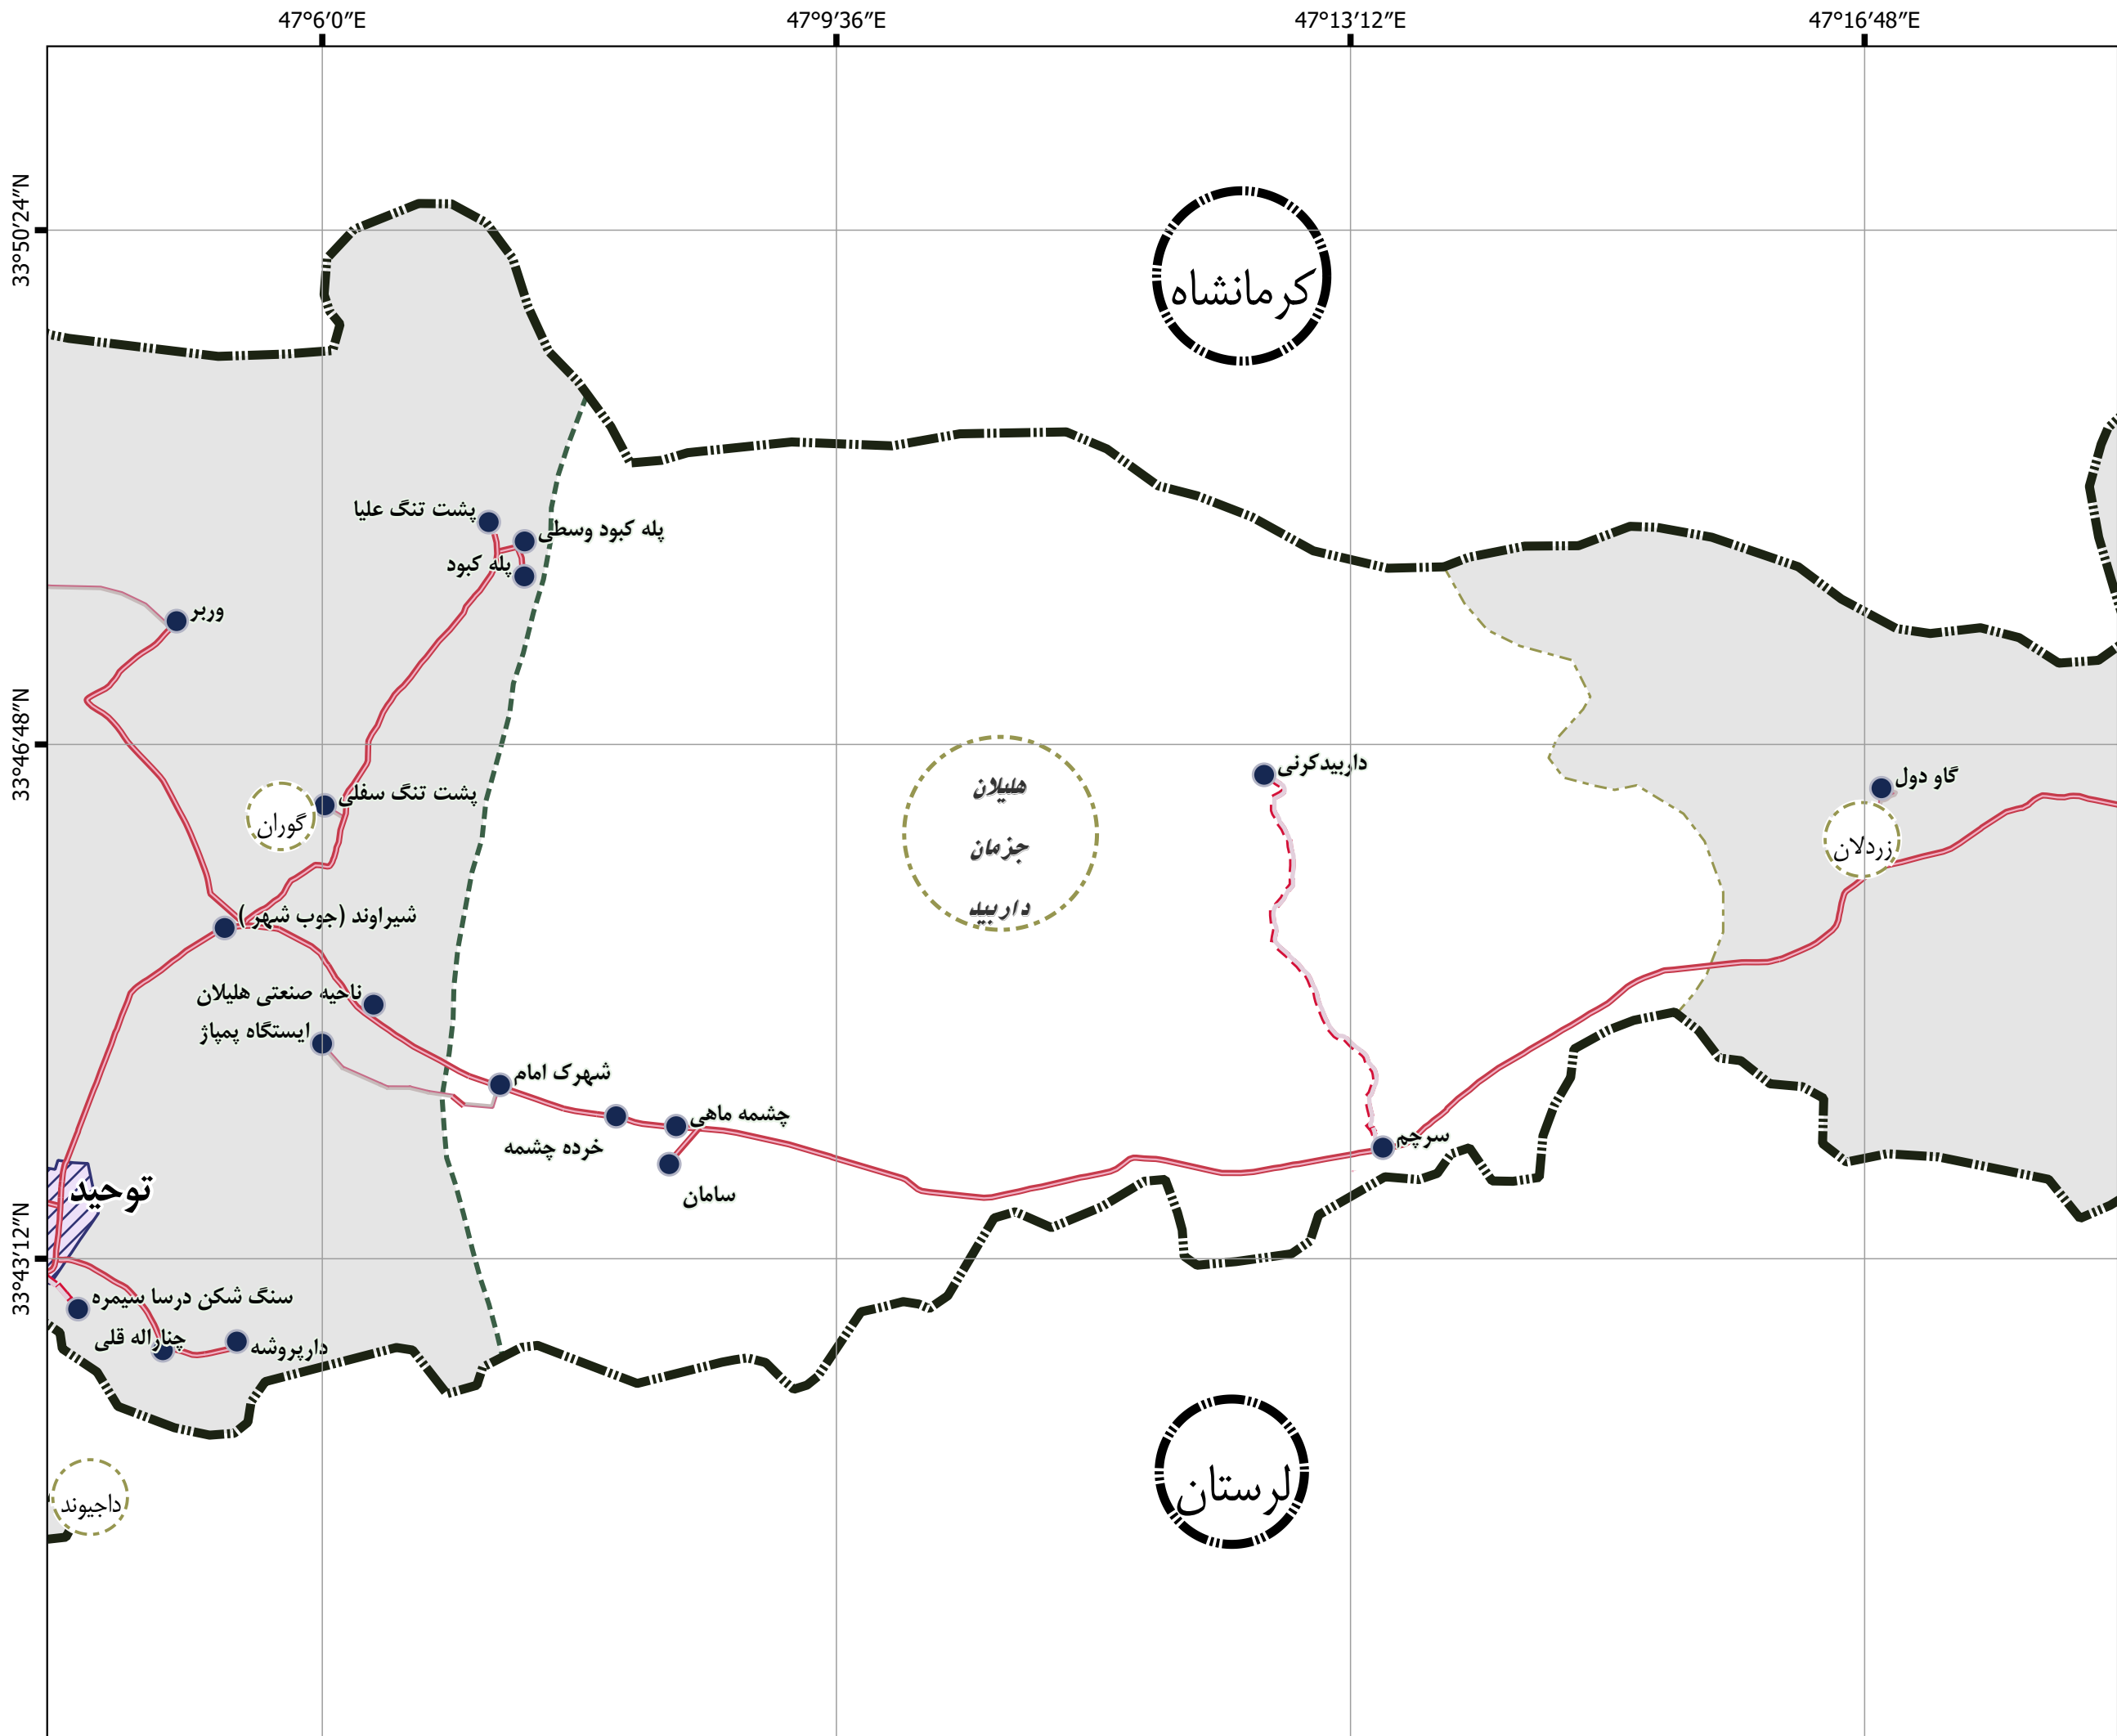 47°6′0″E
47°9′36″E
47°13′12″E
47°16′48″E
33°50′24″N
کرمانشاه
پشت تنگ علیا
پله کبود وسطی
پله کبود
وربر
33°46′48″N
داربیدکرنی
گاو دول
هلیلان
پشت تنگ سفلی
گوران
جزمان
زردلان
داربید
شیراوند (جوب شهر)
ناحیه صنعتی هلیلان
ایستگاه پمپاژ
شهرک امام
چشمه ماهی
خرده چشمه
سرچم
سامان
توحید
33°43′12″N
سنگ شکن درسا سیمره
چناراله قلی
دارپروشه
لرستان
داجیوند